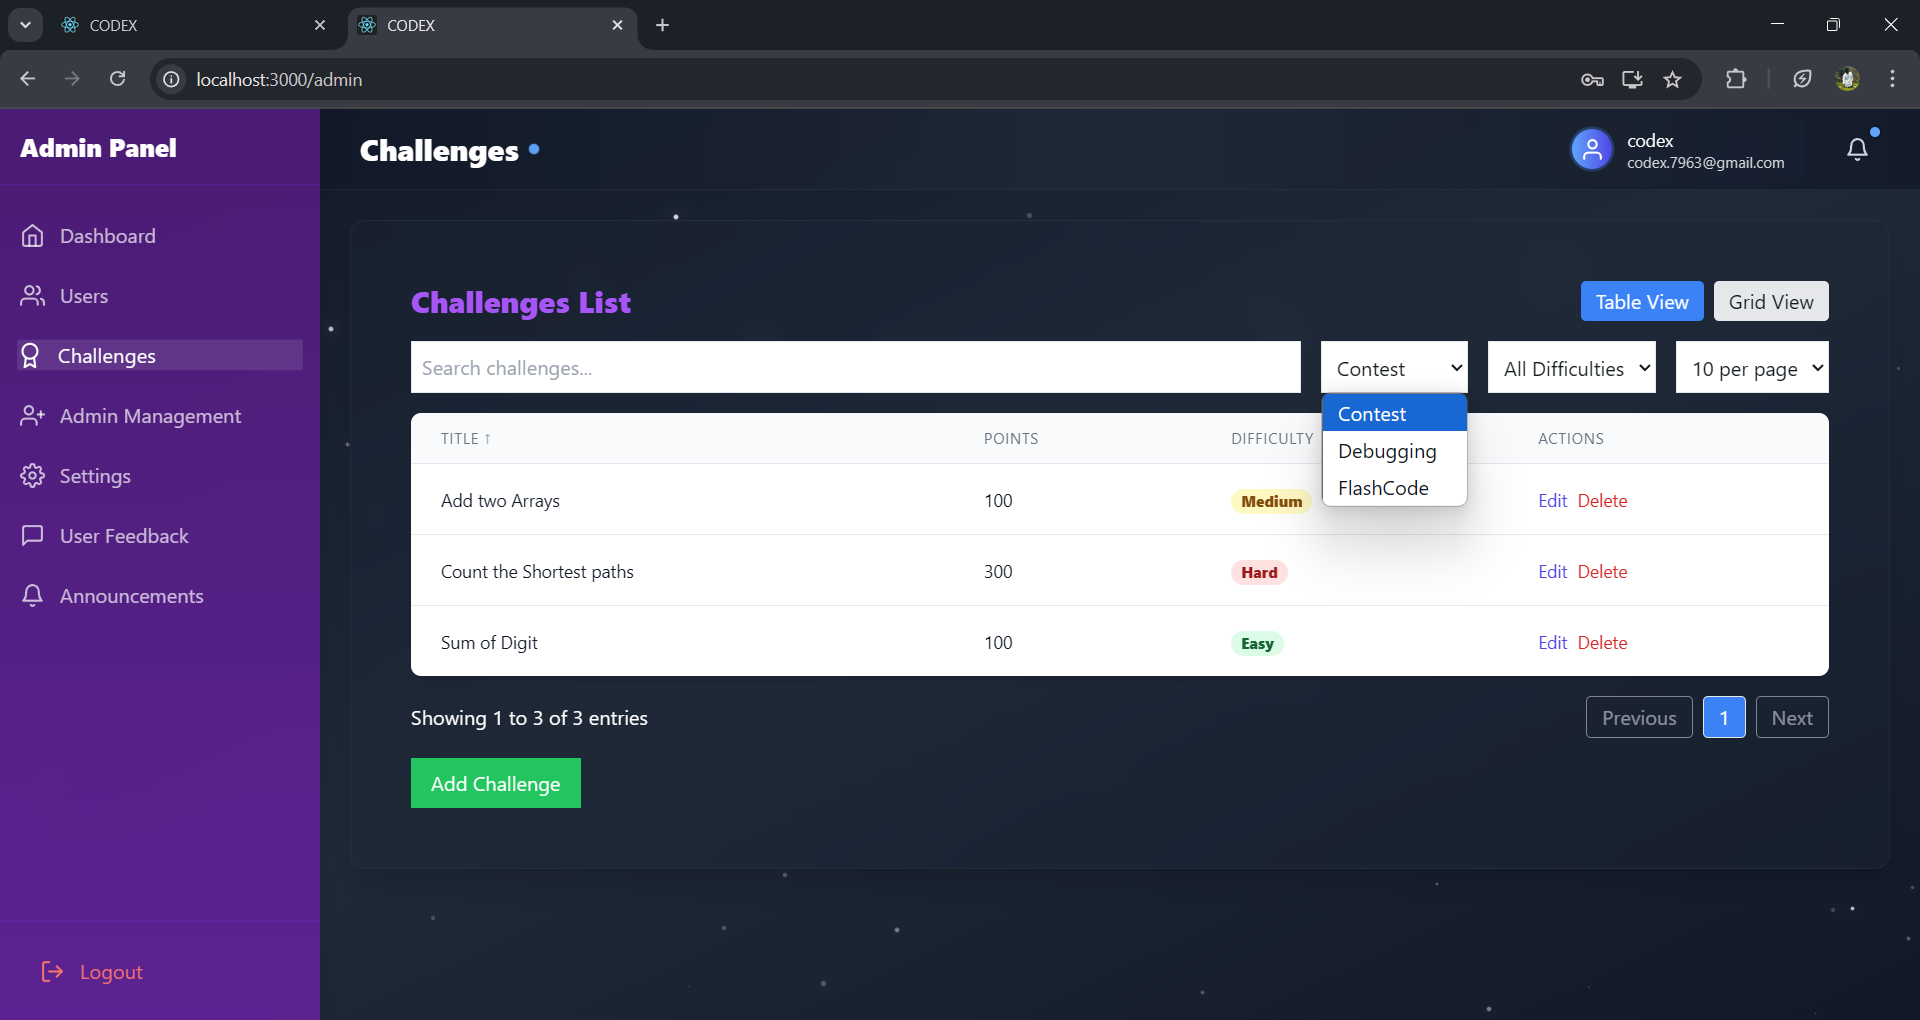 CODEX
CODEX
localhost:3000/admin
Admin Panel
Challenges
codex
codex.7963@gmail.com
Dashboard
Users
Challenges
Admin Management
Settings
User Feedback
Announcements
Logout
Challenges List
Table View
Grid View
Search challenges...
Contest
All Difficulties
10 per page
Contest
Debugging
FlashCode
TITLE ↑ POINTS DIFFICULTY ACTIONS
Add two Arrays 100 Medium Edit Delete
Count the Shortest paths 300 Hard Edit Delete
Sum of Digit 100 Easy Edit Delete
Showing 1 to 3 of 3 entries
Previous 1 Next
Add Challenge